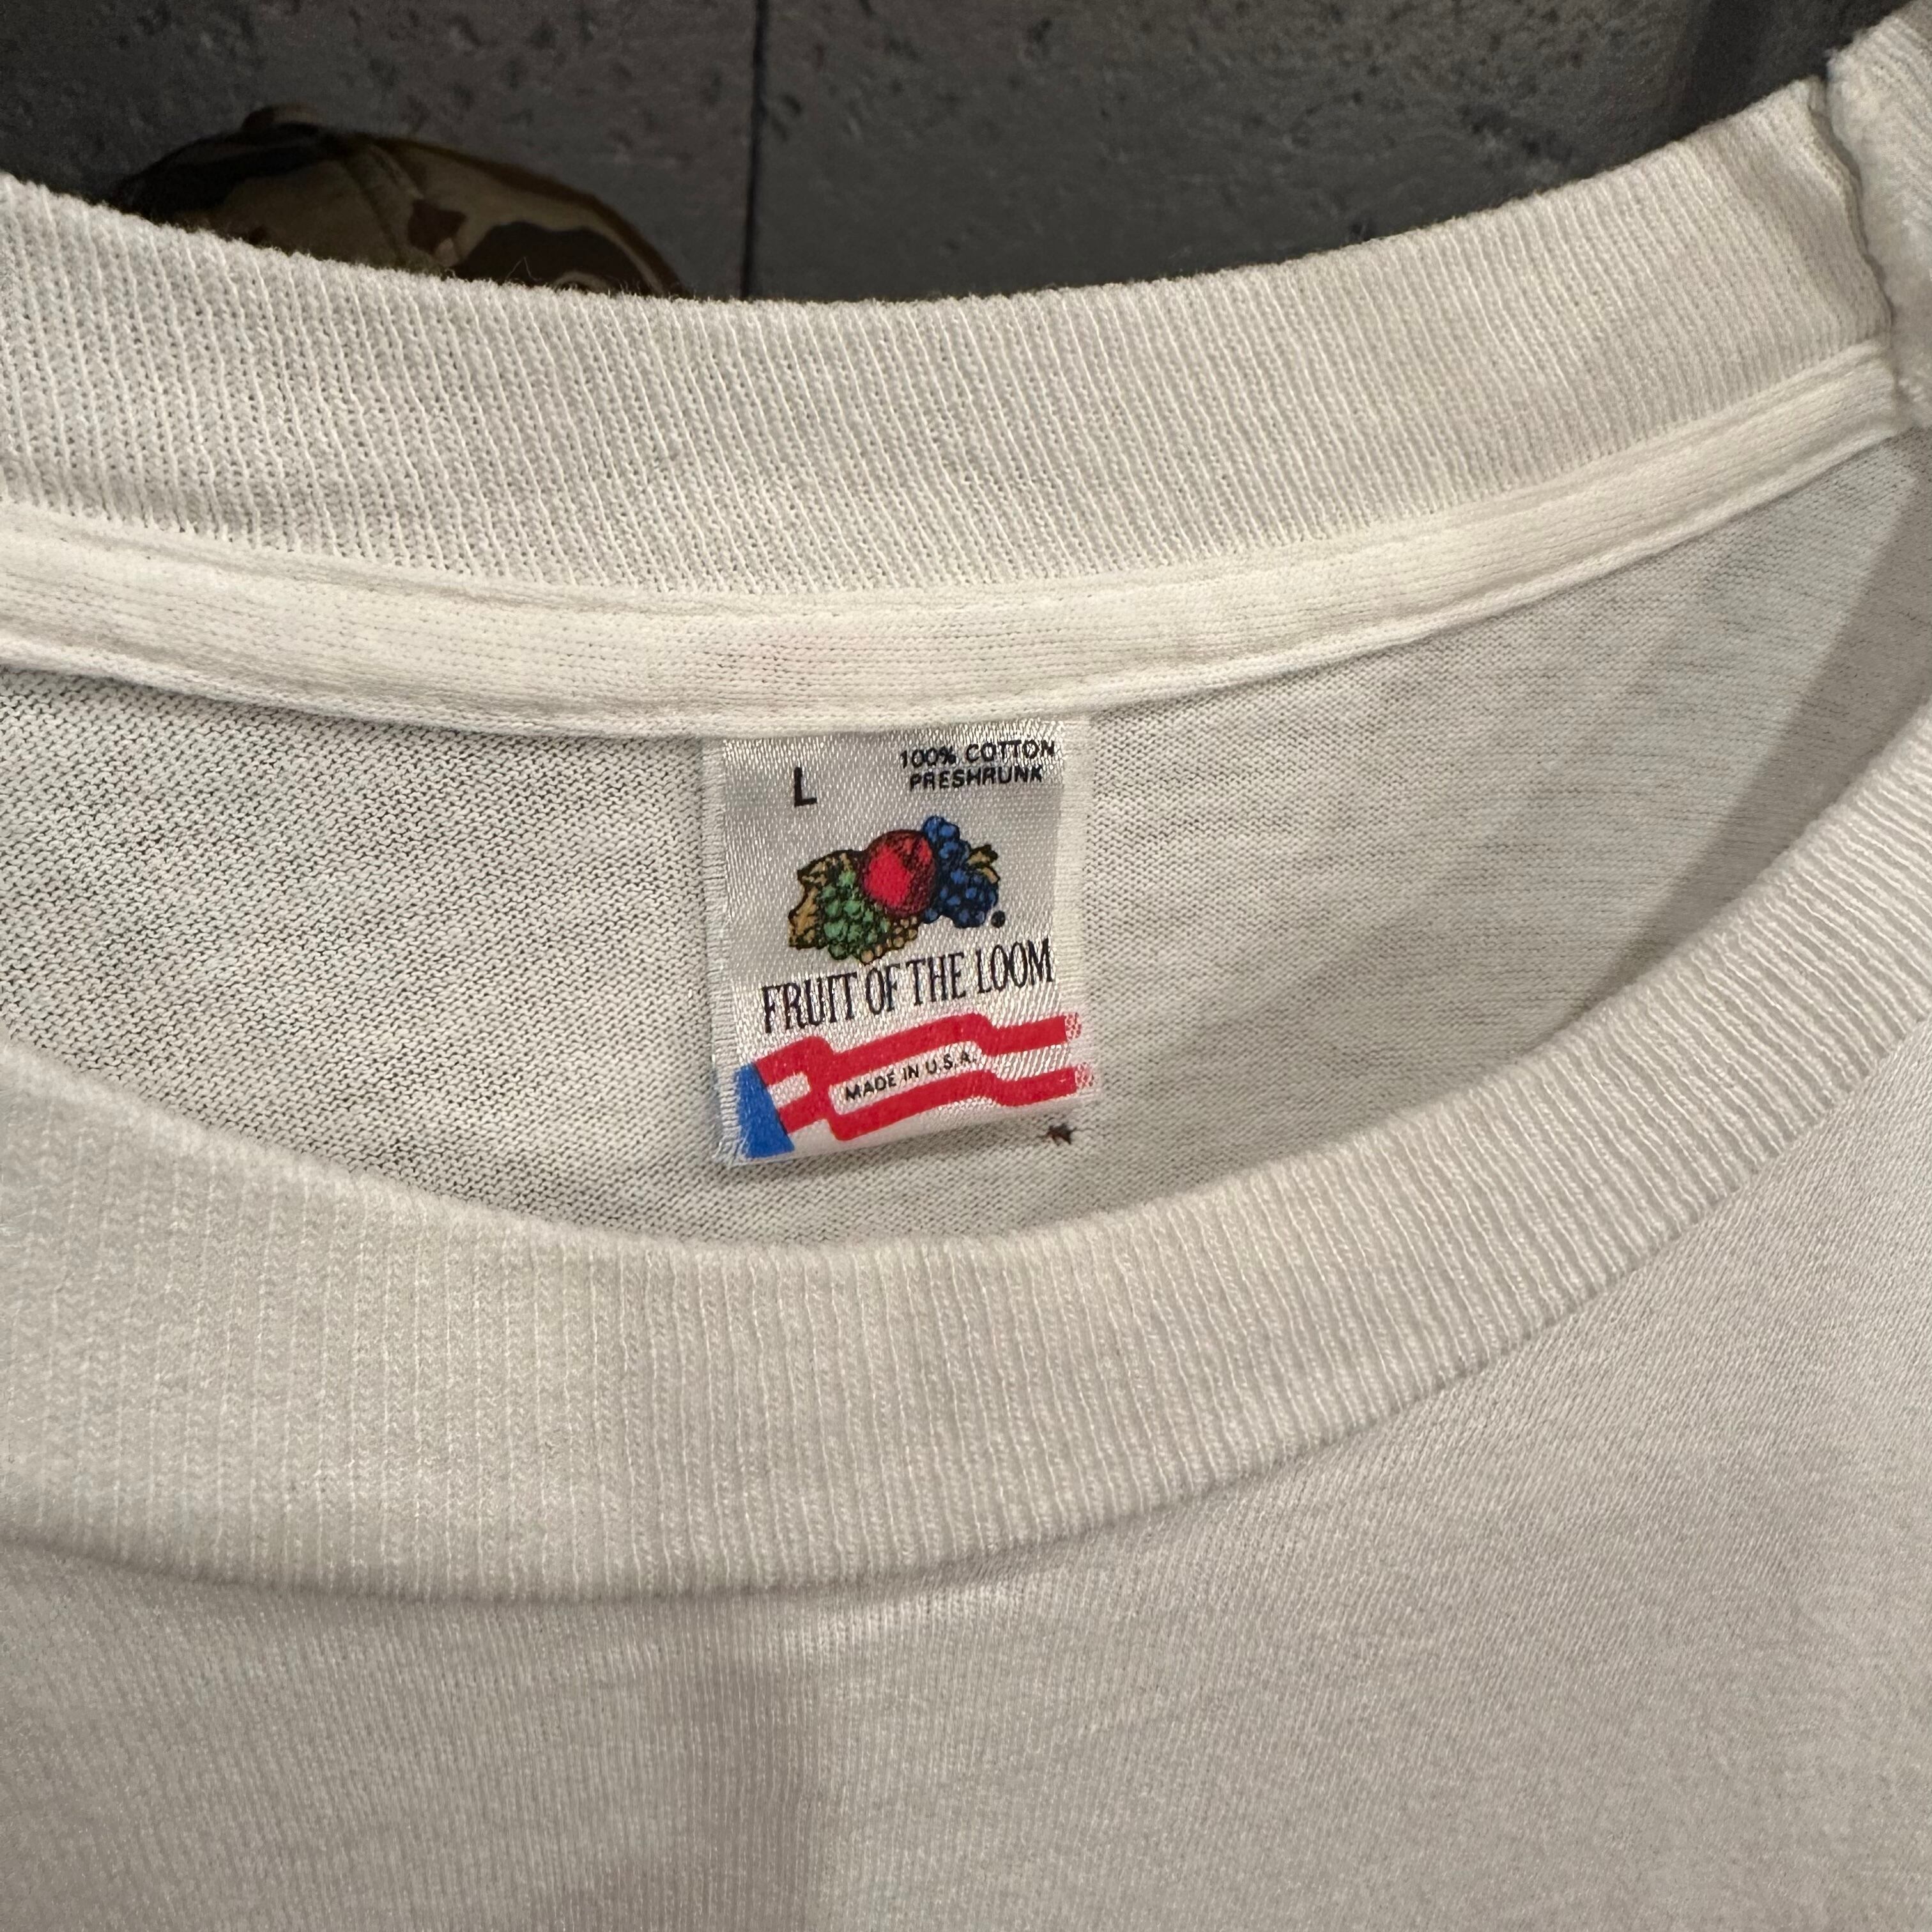 L
100% COTTON
PRESHRUNK
FRUIT OF THE LOOM
MADE IN U.S.A.